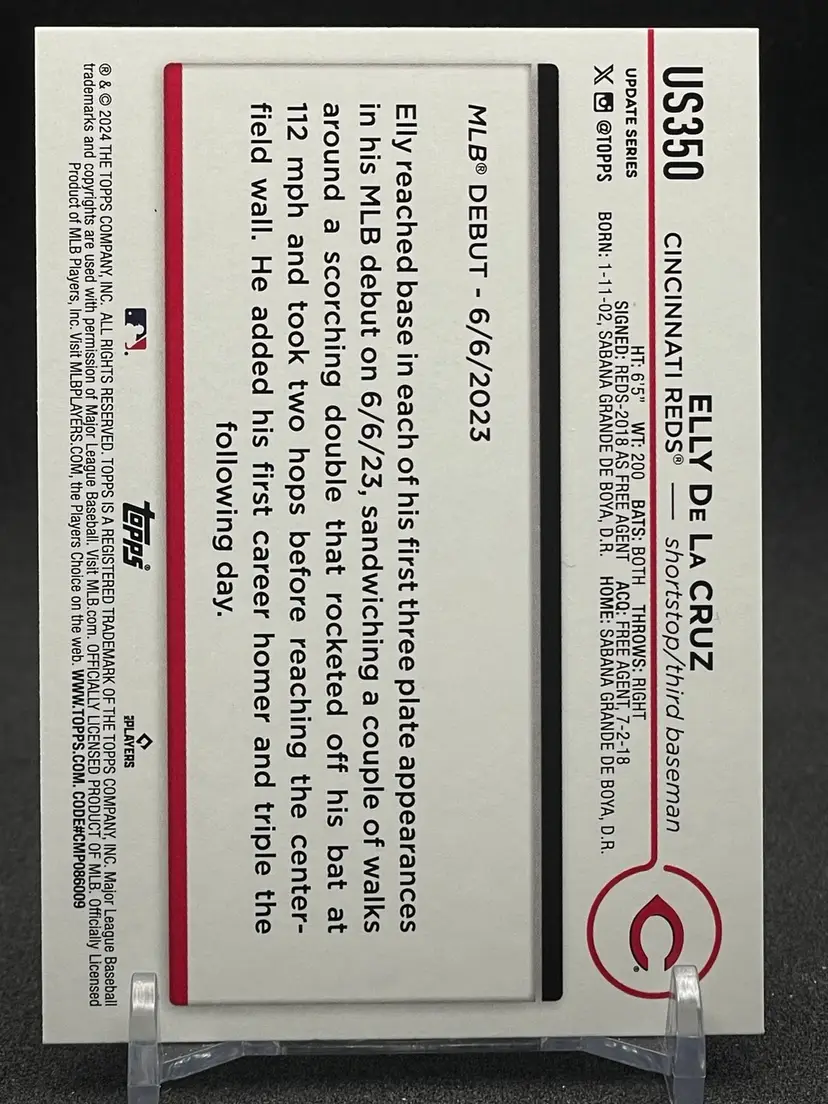 US350
UPDATE SERIES
X @TOPPS
ELLY DE LA CRUZ
CINCINNATI REDS® — shortstop/third baseman
HT: 6'5" WT: 200 BATS: BOTH THROWS: RIGHT
SIGNED: REDS-2018 AS FREE AGENT ACQ: FREE AGENT, 7-2-18
BORN: 1-11-02, SABANA GRANDE DE BOYA, D.R. HOME: SABANA GRANDE DE BOYA, D.R.
C®
MLB® DEBUT - 6/6/2023
Elly reached base in each of his first three plate appearances
in his MLB debut on 6/6/23, sandwiching a couple of walks
around a scorching double that rocketed off his bat at
112 mph and took two hops before reaching the center-
field wall. He added his first career homer and triple the
following day.
topps®
PLAYERS
® & © 2024 THE TOPPS COMPANY, INC. ALL RIGHTS RESERVED. TOPPS IS A REGISTERED TRADEMARK OF THE TOPPS COMPANY, INC. Major League Baseball
trademarks and copyrights are used with permission of Major League Baseball. Visit MLB.com. OFFICIALLY LICENSED PRODUCT OF MLB. Officially Licensed
Product of MLB Players, Inc. Visit MLBPLAYERS.COM, the Players Choice on the web. WWW.TOPPS.COM. CODE#CMP086009